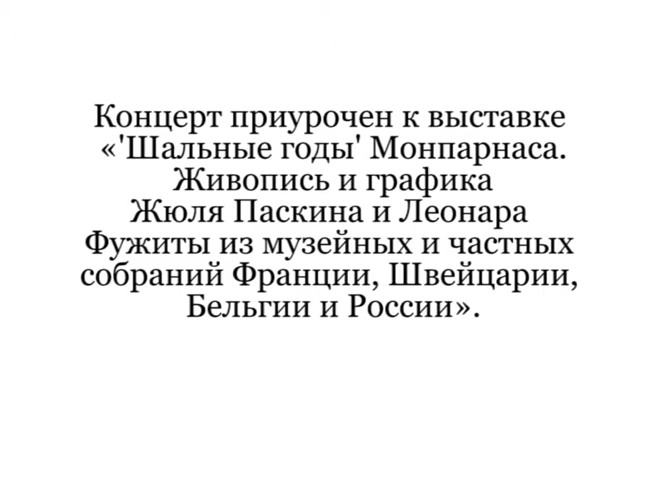 Концерт приурочен к выставке
«'Шальные годы' Монпарнаса.
Живопись и графика
Жюля Паскина и Леонара
Фужиты из музейных и частных
собраний Франции, Швейцарии,
Бельгии и России».